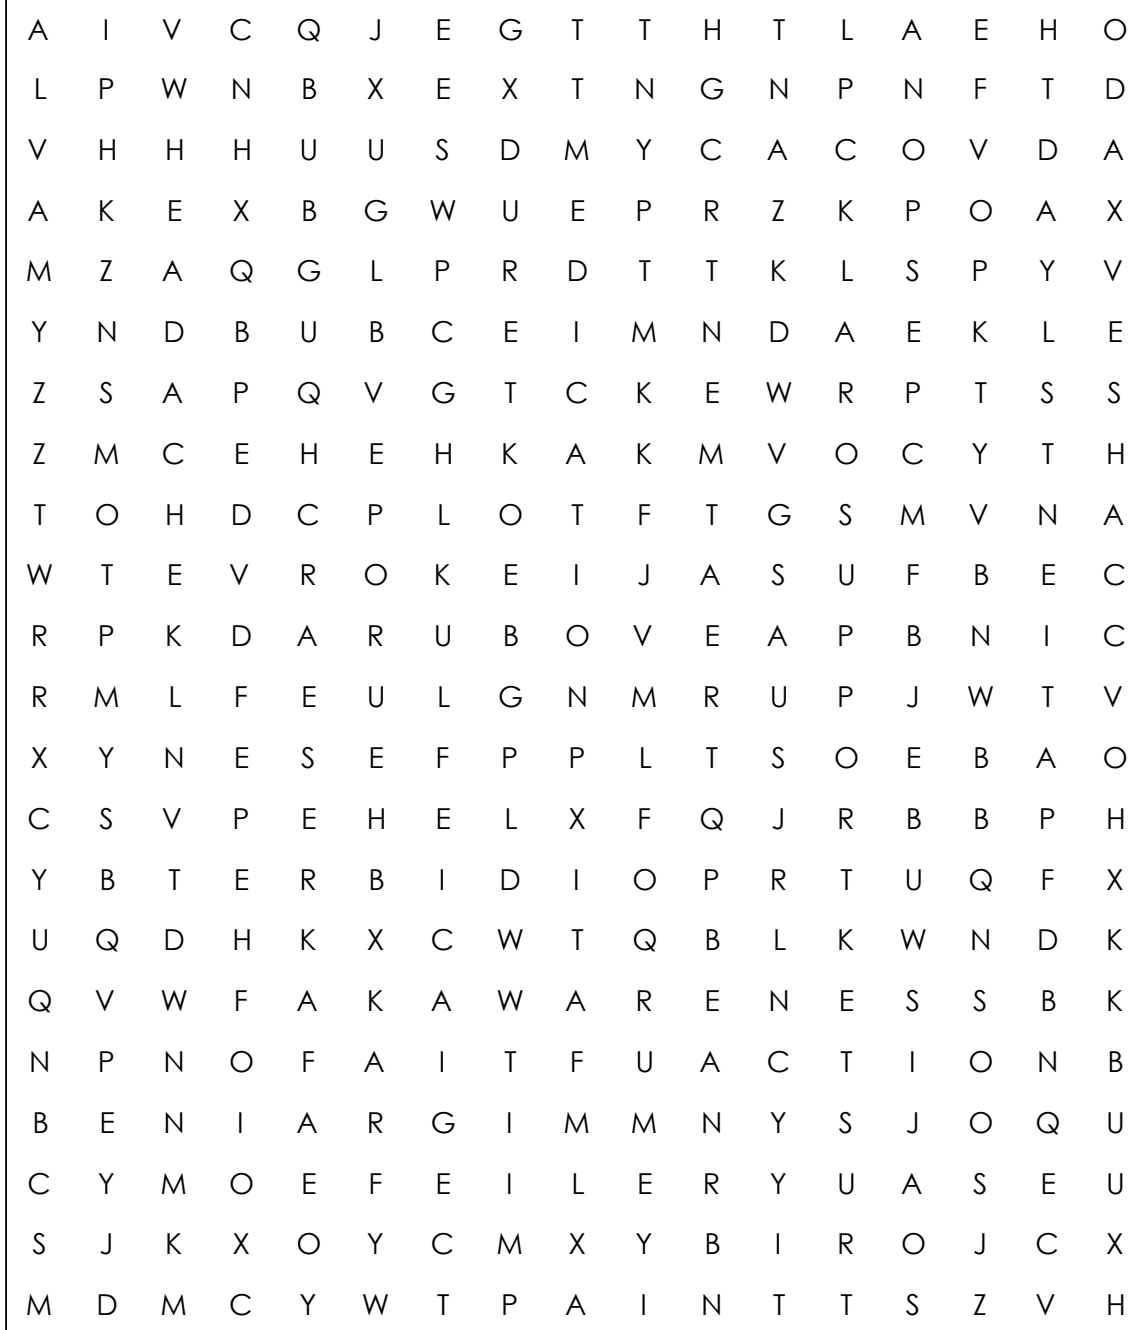 A I V C Q J E G T T H T L A E H O
L P W N B X E X T N G N P N F T D
V H H H U U S D M Y C A C O V D A
A K E X B G W U E P R Z K P O A X
M Z A Q G L P R D T T K L S P Y V
Y N D B U B C E I M N D A E K L E
Z S A P Q V G T C K E W R P T S S
Z M C E H E H K A K M V O C Y T H
T O H D C P L O T F T G S M V N A
W T E V R O K E I J A S U F B E C
R P K D A R U B O V E A P B N I C
R M L F E U L G N M R U P J W T V
X Y N E S E F P P L T S O E B A O
C S V P E H E L X F Q J R B B P H
Y B T E R B I D I O P R T U Q F X
U Q D H K X C W T Q B L K W N D K
Q V W F A K A W A R E N E S S B K
N P N O F A I T F U A C T I O N B
B E N I A R G I M M N Y S J O Q U
C Y M O E F E I L E R Y U A S E U
S J K X O Y C M X Y B I R O J C X
M D M C Y W T P A I N T T S Z V H